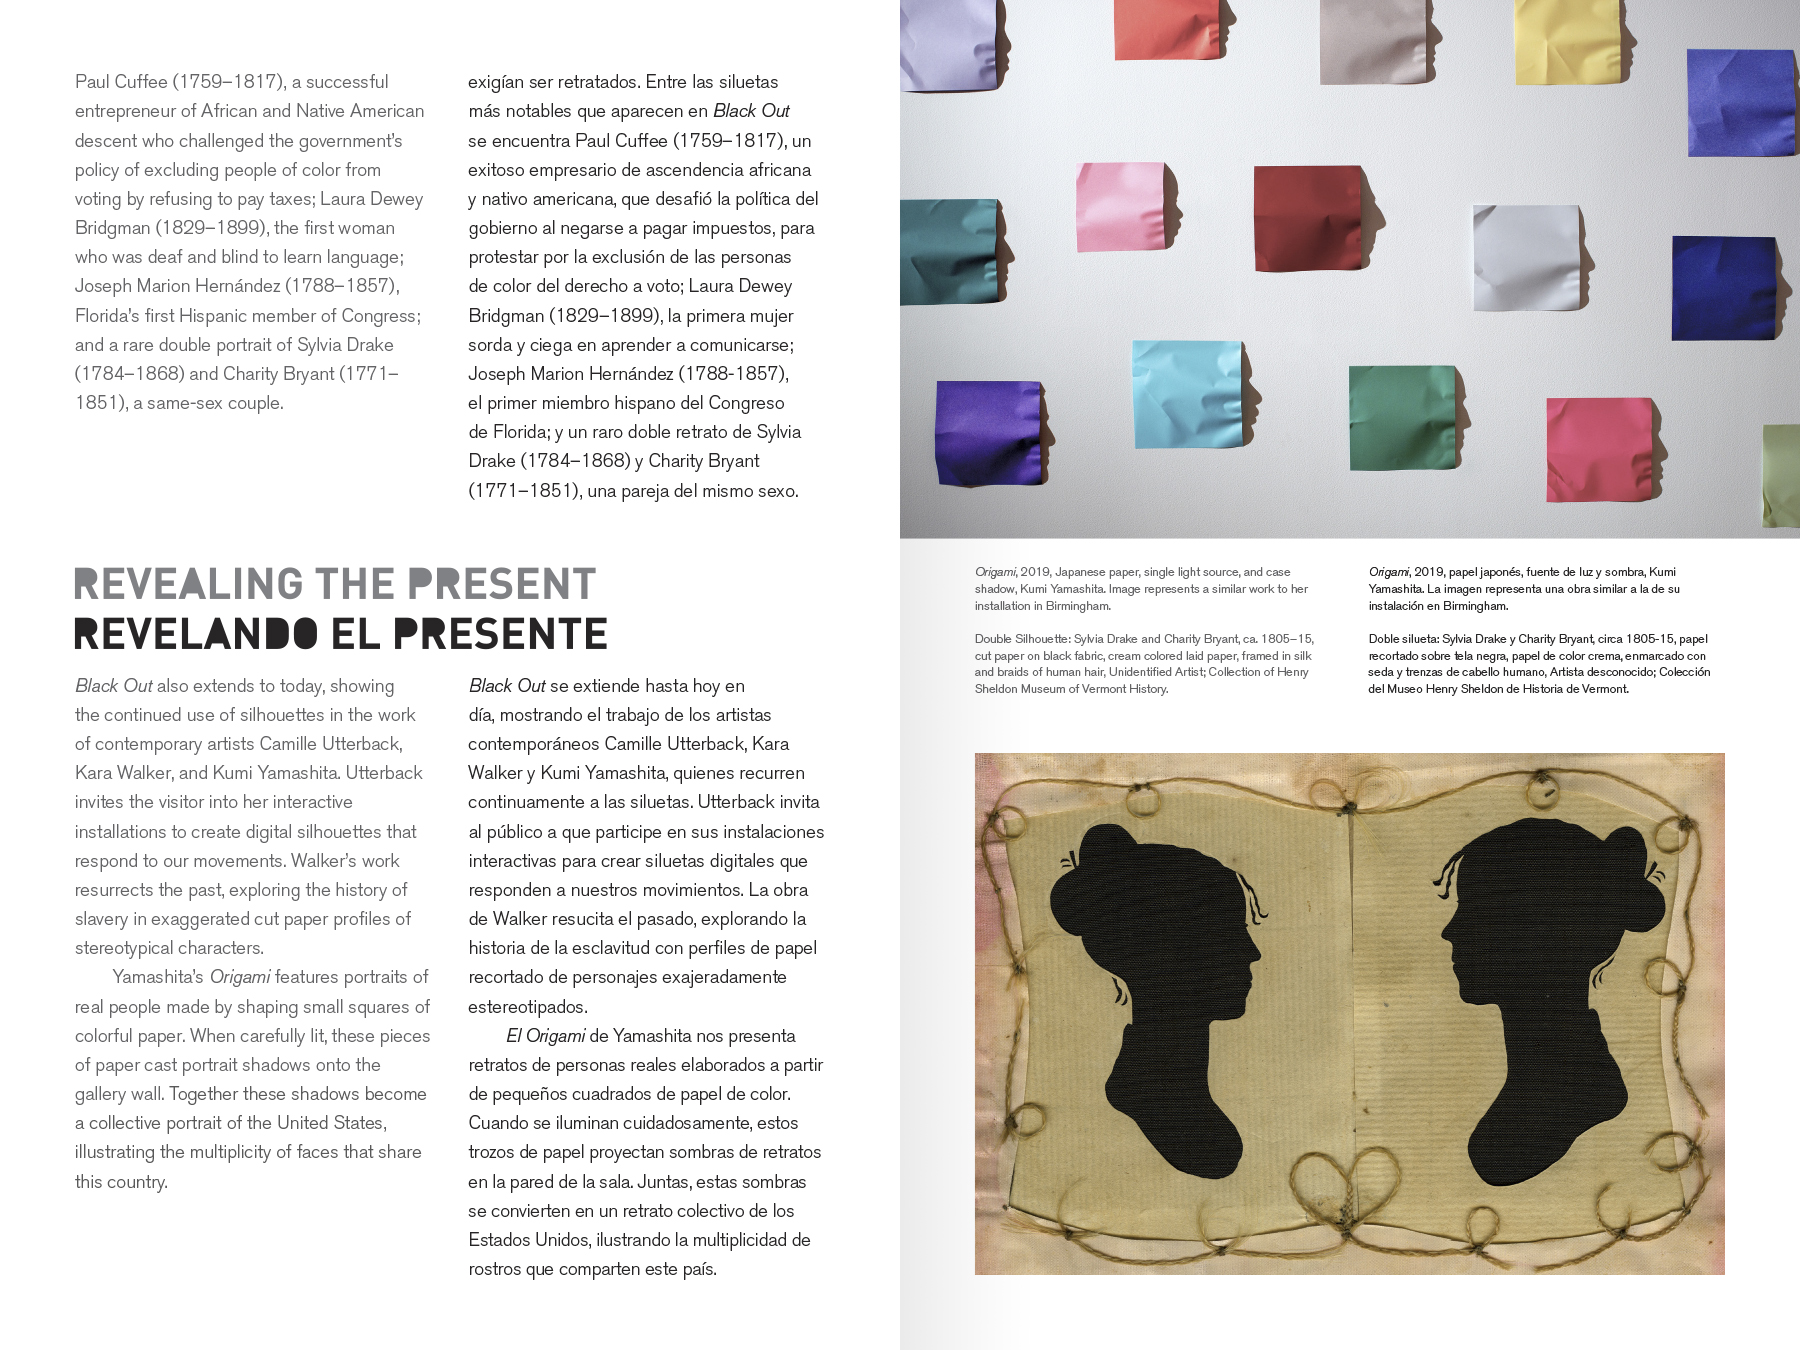 Paul Cuffee (1759–1817), a successful
entrepreneur of African and Native American
descent who challenged the government's
policy of excluding people of color from
voting by refusing to pay taxes; Laura Dewey
Bridgman (1829–1899), the first woman
who was deaf and blind to learn language;
Joseph Marion Hernández (1788–1857),
Florida's first Hispanic member of Congress;
and a rare double portrait of Sylvia Drake
(1784–1868) and Charity Bryant (1771–
1851), a same-sex couple.
exigían ser retratados. Entre las siluetas
más notables que aparecen en Black Out
se encuentra Paul Cuffee (1759–1817), un
exitoso empresario de ascendencia africana
y nativo americana, que desafió la política del
gobierno al negarse a pagar impuestos, para
protestar por la exclusión de las personas
de color del derecho a voto; Laura Dewey
Bridgman (1829–1899), la primera mujer
sorda y ciega en aprender a comunicarse;
Joseph Marion Hernández (1788-1857),
el primer miembro hispano del Congreso
de Florida; y un raro doble retrato de Sylvia
Drake (1784–1868) y Charity Bryant
(1771–1851), una pareja del mismo sexo.
REVEALING THE PRESENT
REVELANDO EL PRESENTE
Black Out also extends to today, showing
the continued use of silhouettes in the work
of contemporary artists Camille Utterback,
Kara Walker, and Kumi Yamashita. Utterback
invites the visitor into her interactive
installations to create digital silhouettes that
respond to our movements. Walker's work
resurrects the past, exploring the history of
slavery in exaggerated cut paper profiles of
stereotypical characters.
Yamashita's Origami features portraits of
real people made by shaping small squares of
colorful paper. When carefully lit, these pieces
of paper cast portrait shadows onto the
gallery wall. Together these shadows become
a collective portrait of the United States,
illustrating the multiplicity of faces that share
this country.
Black Out se extiende hasta hoy en
día, mostrando el trabajo de los artistas
contemporáneos Camille Utterback, Kara
Walker y Kumi Yamashita, quienes recurren
continuamente a las siluetas. Utterback invita
al público a que participe en sus instalaciones
interactivas para crear siluetas digitales que
responden a nuestros movimientos. La obra
de Walker resucita el pasado, explorando la
historia de la esclavitud con perfiles de papel
recortado de personajes exajeradamente
estereotipados.
El Origami de Yamashita nos presenta
retratos de personas reales elaborados a partir
de pequeños cuadrados de papel de color.
Cuando se iluminan cuidadosamente, estos
trozos de papel proyectan sombras de retratos
en la pared de la sala. Juntas, estas sombras
se convierten en un retrato colectivo de los
Estados Unidos, ilustrando la multiplicidad de
rostros que comparten este país.
Origami, 2019, Japanese paper, single light source, and case
shadow, Kumi Yamashita. Image represents a similar work to her
installation in Birmingham.
Double Silhouette: Sylvia Drake and Charity Bryant, ca. 1805–15,
cut paper on black fabric, cream colored laid paper, framed in silk
and braids of human hair, Unidentified Artist; Collection of Henry
Sheldon Museum of Vermont History.
Origami, 2019, papel japonés, fuente de luz y sombra, Kumi
Yamashita. La imagen representa una obra similar a la de su
instalación en Birmingham.
Doble silueta: Sylvia Drake y Charity Bryant, circa 1805-15, papel
recortado sobre tela negra, papel de color crema, enmarcado con
seda y trenzas de cabello humano, Artista desconocido; Colección
del Museo Henry Sheldon de Historia de Vermont.